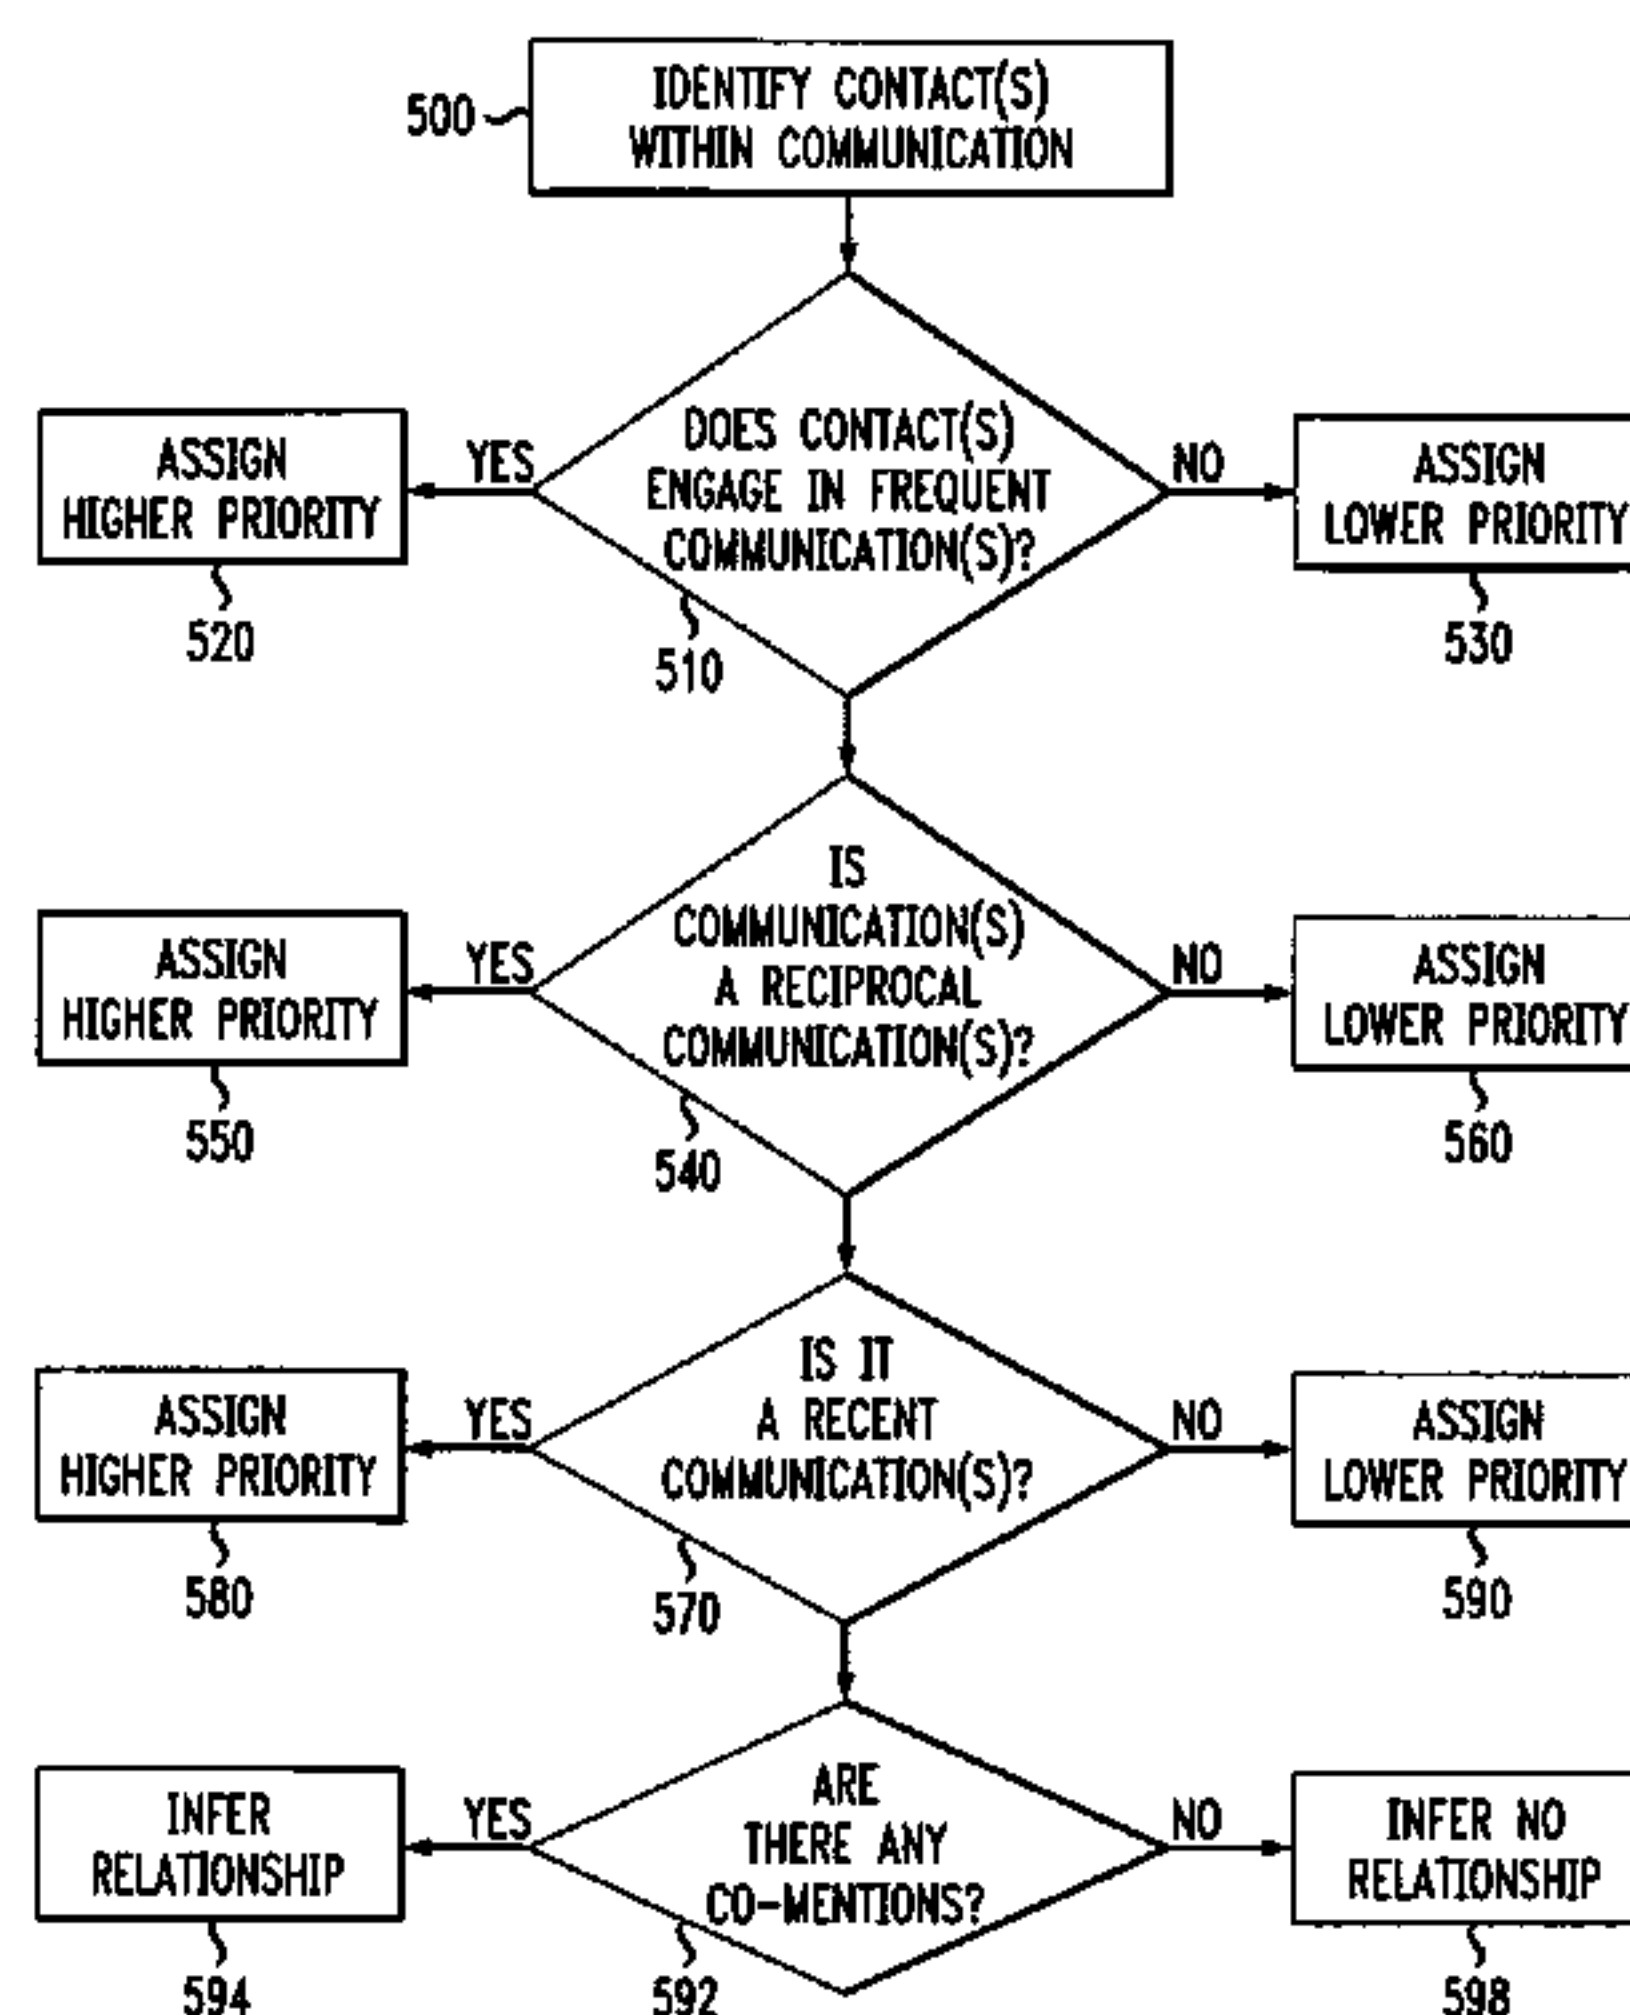 500
IDENTIFY CONTACT(S)
WITHIN COMMUNICATION
DOES CONTACT(S)
ENGAGE IN FREQUENT
COMMUNICATION(S)?
510
YES
ASSIGN
HIGHER PRIORITY
520
NO
ASSIGN
LOWER PRIORITY
530
IS
COMMUNICATION(S)
A RECIPROCAL
COMMUNICATION(S)?
540
YES
ASSIGN
HIGHER PRIORITY
550
NO
ASSIGN
LOWER PRIORITY
560
IS IT
A RECENT
COMMUNICATION(S)?
570
YES
ASSIGN
HIGHER PRIORITY
580
NO
ASSIGN
LOWER PRIORITY
590
ARE
THERE ANY
CO-MENTIONS?
592
YES
INFER
RELATIONSHIP
594
NO
INFER NO
RELATIONSHIP
598